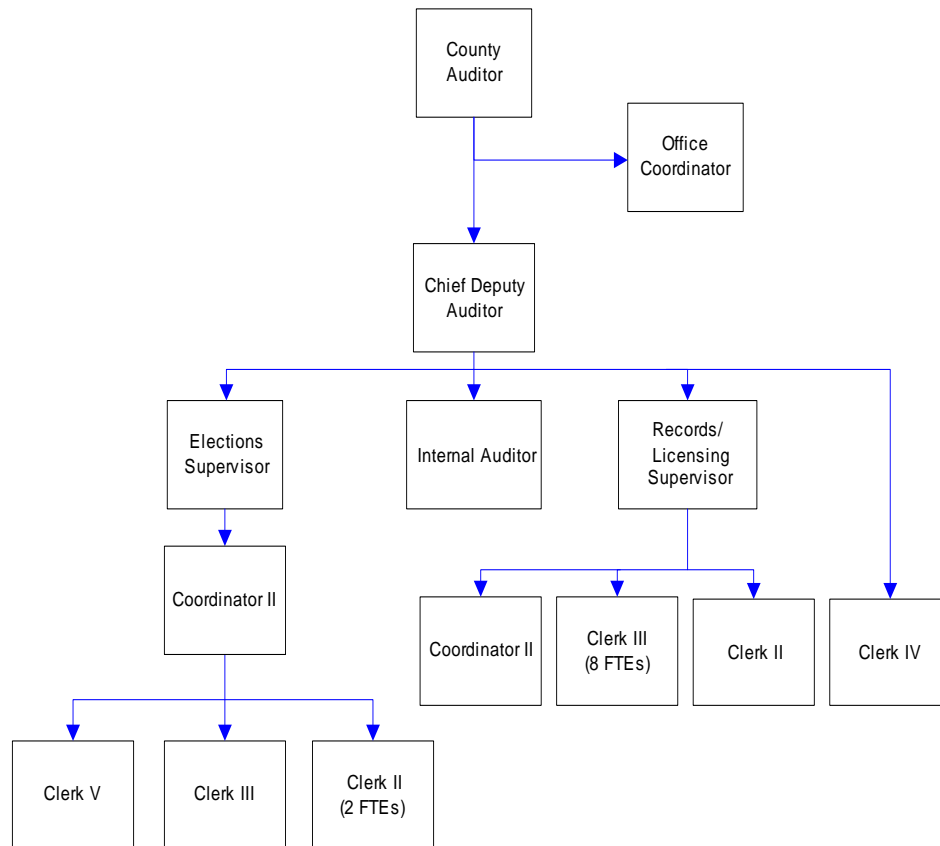 County
Auditor
Office
Coordinator
Chief Deputy
Auditor
Elections
Supervisor
Internal Auditor
Records/
Licensing
Supervisor
Coordinator II
Coordinator II
Clerk III
(8 FTEs)
Clerk II
Clerk IV
Clerk V
Clerk III
Clerk II
(2 FTEs)